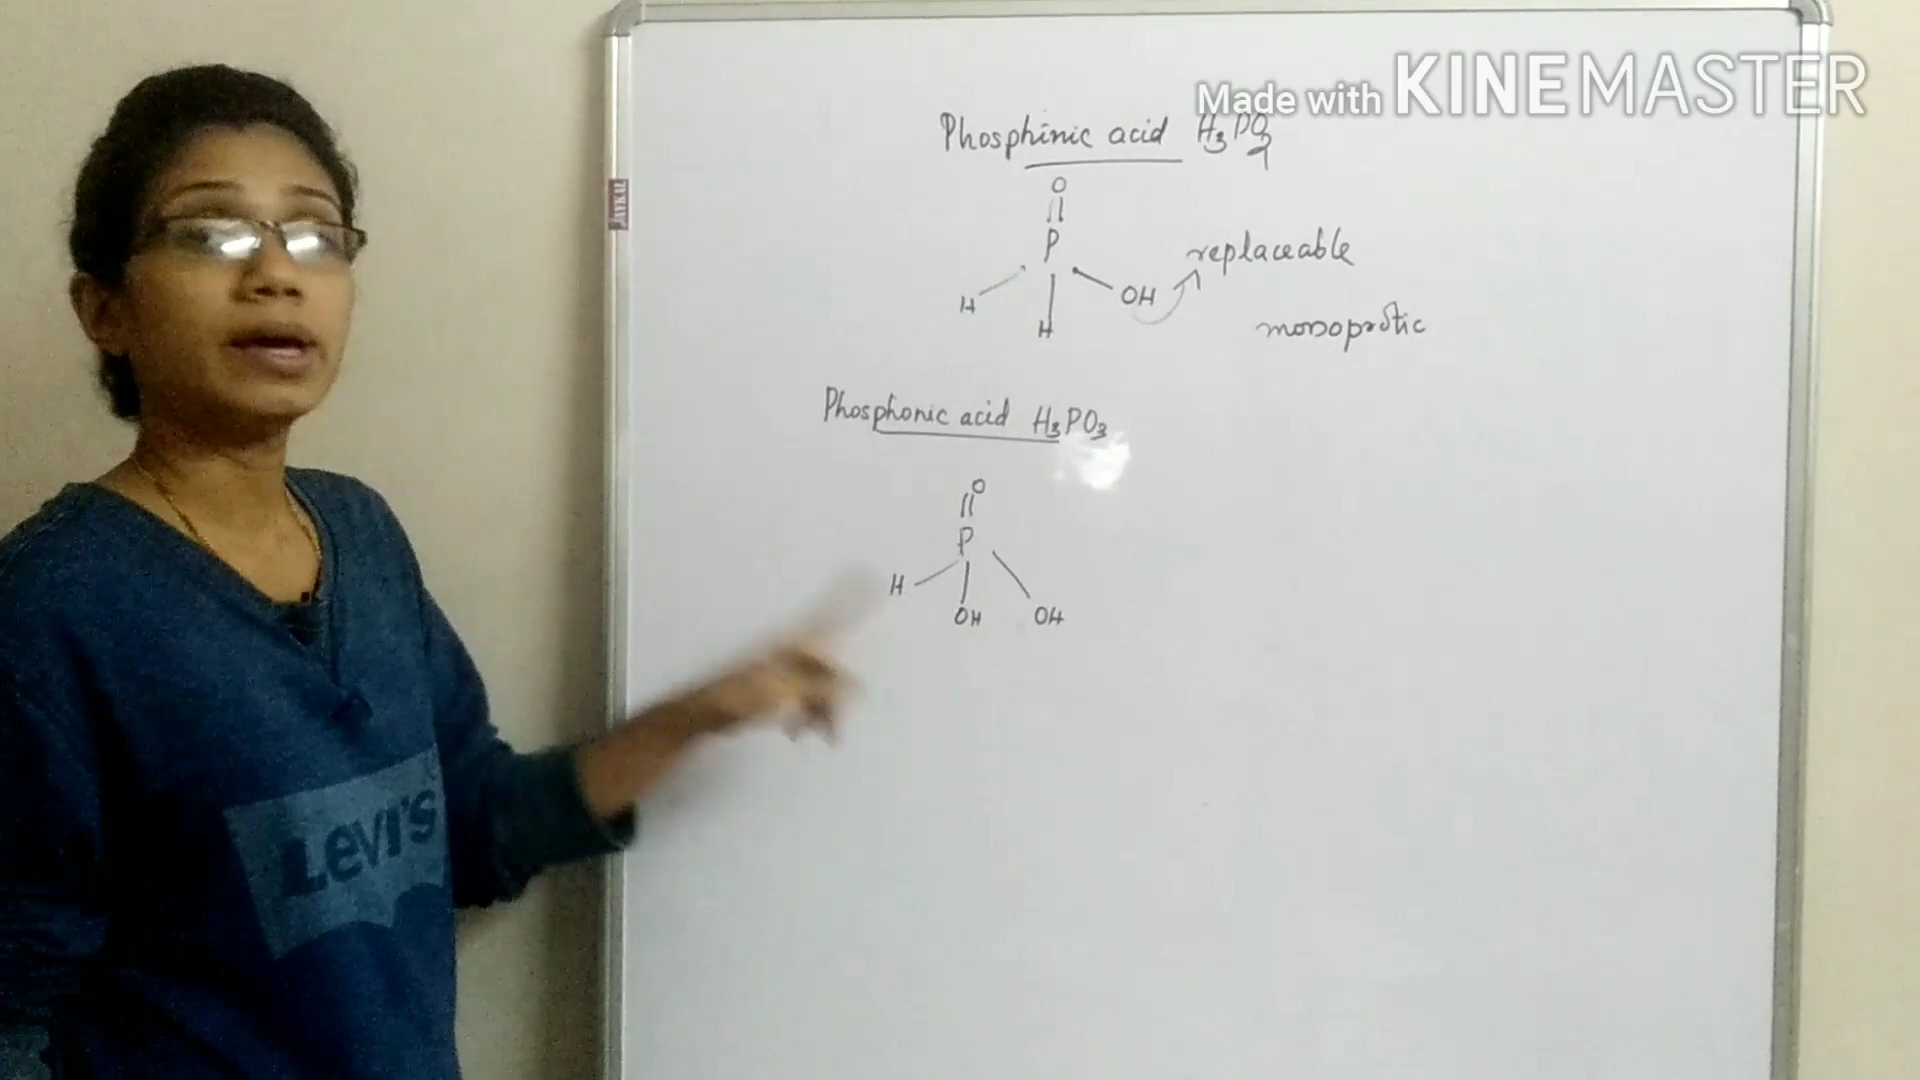 Made with KINEMASTER
Phosphinic acid H3PO2
O
P
replaceable
H
OH
H
monoprotic
Phosphonic acid H3PO3
O
P
H
OH
OH
LEVI'S